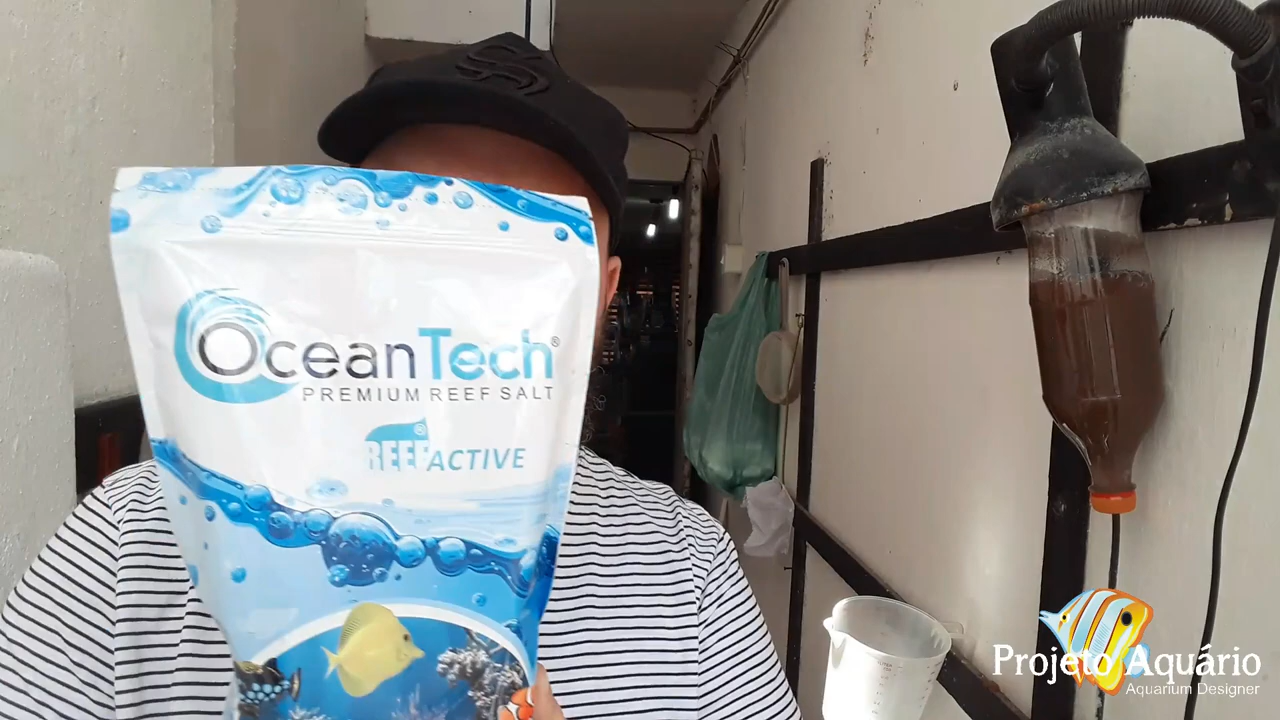 OceanTech®
PREMIUM REEF SALT
REEF® ACTIVE
Projeto Aquário
Aquarium Designer